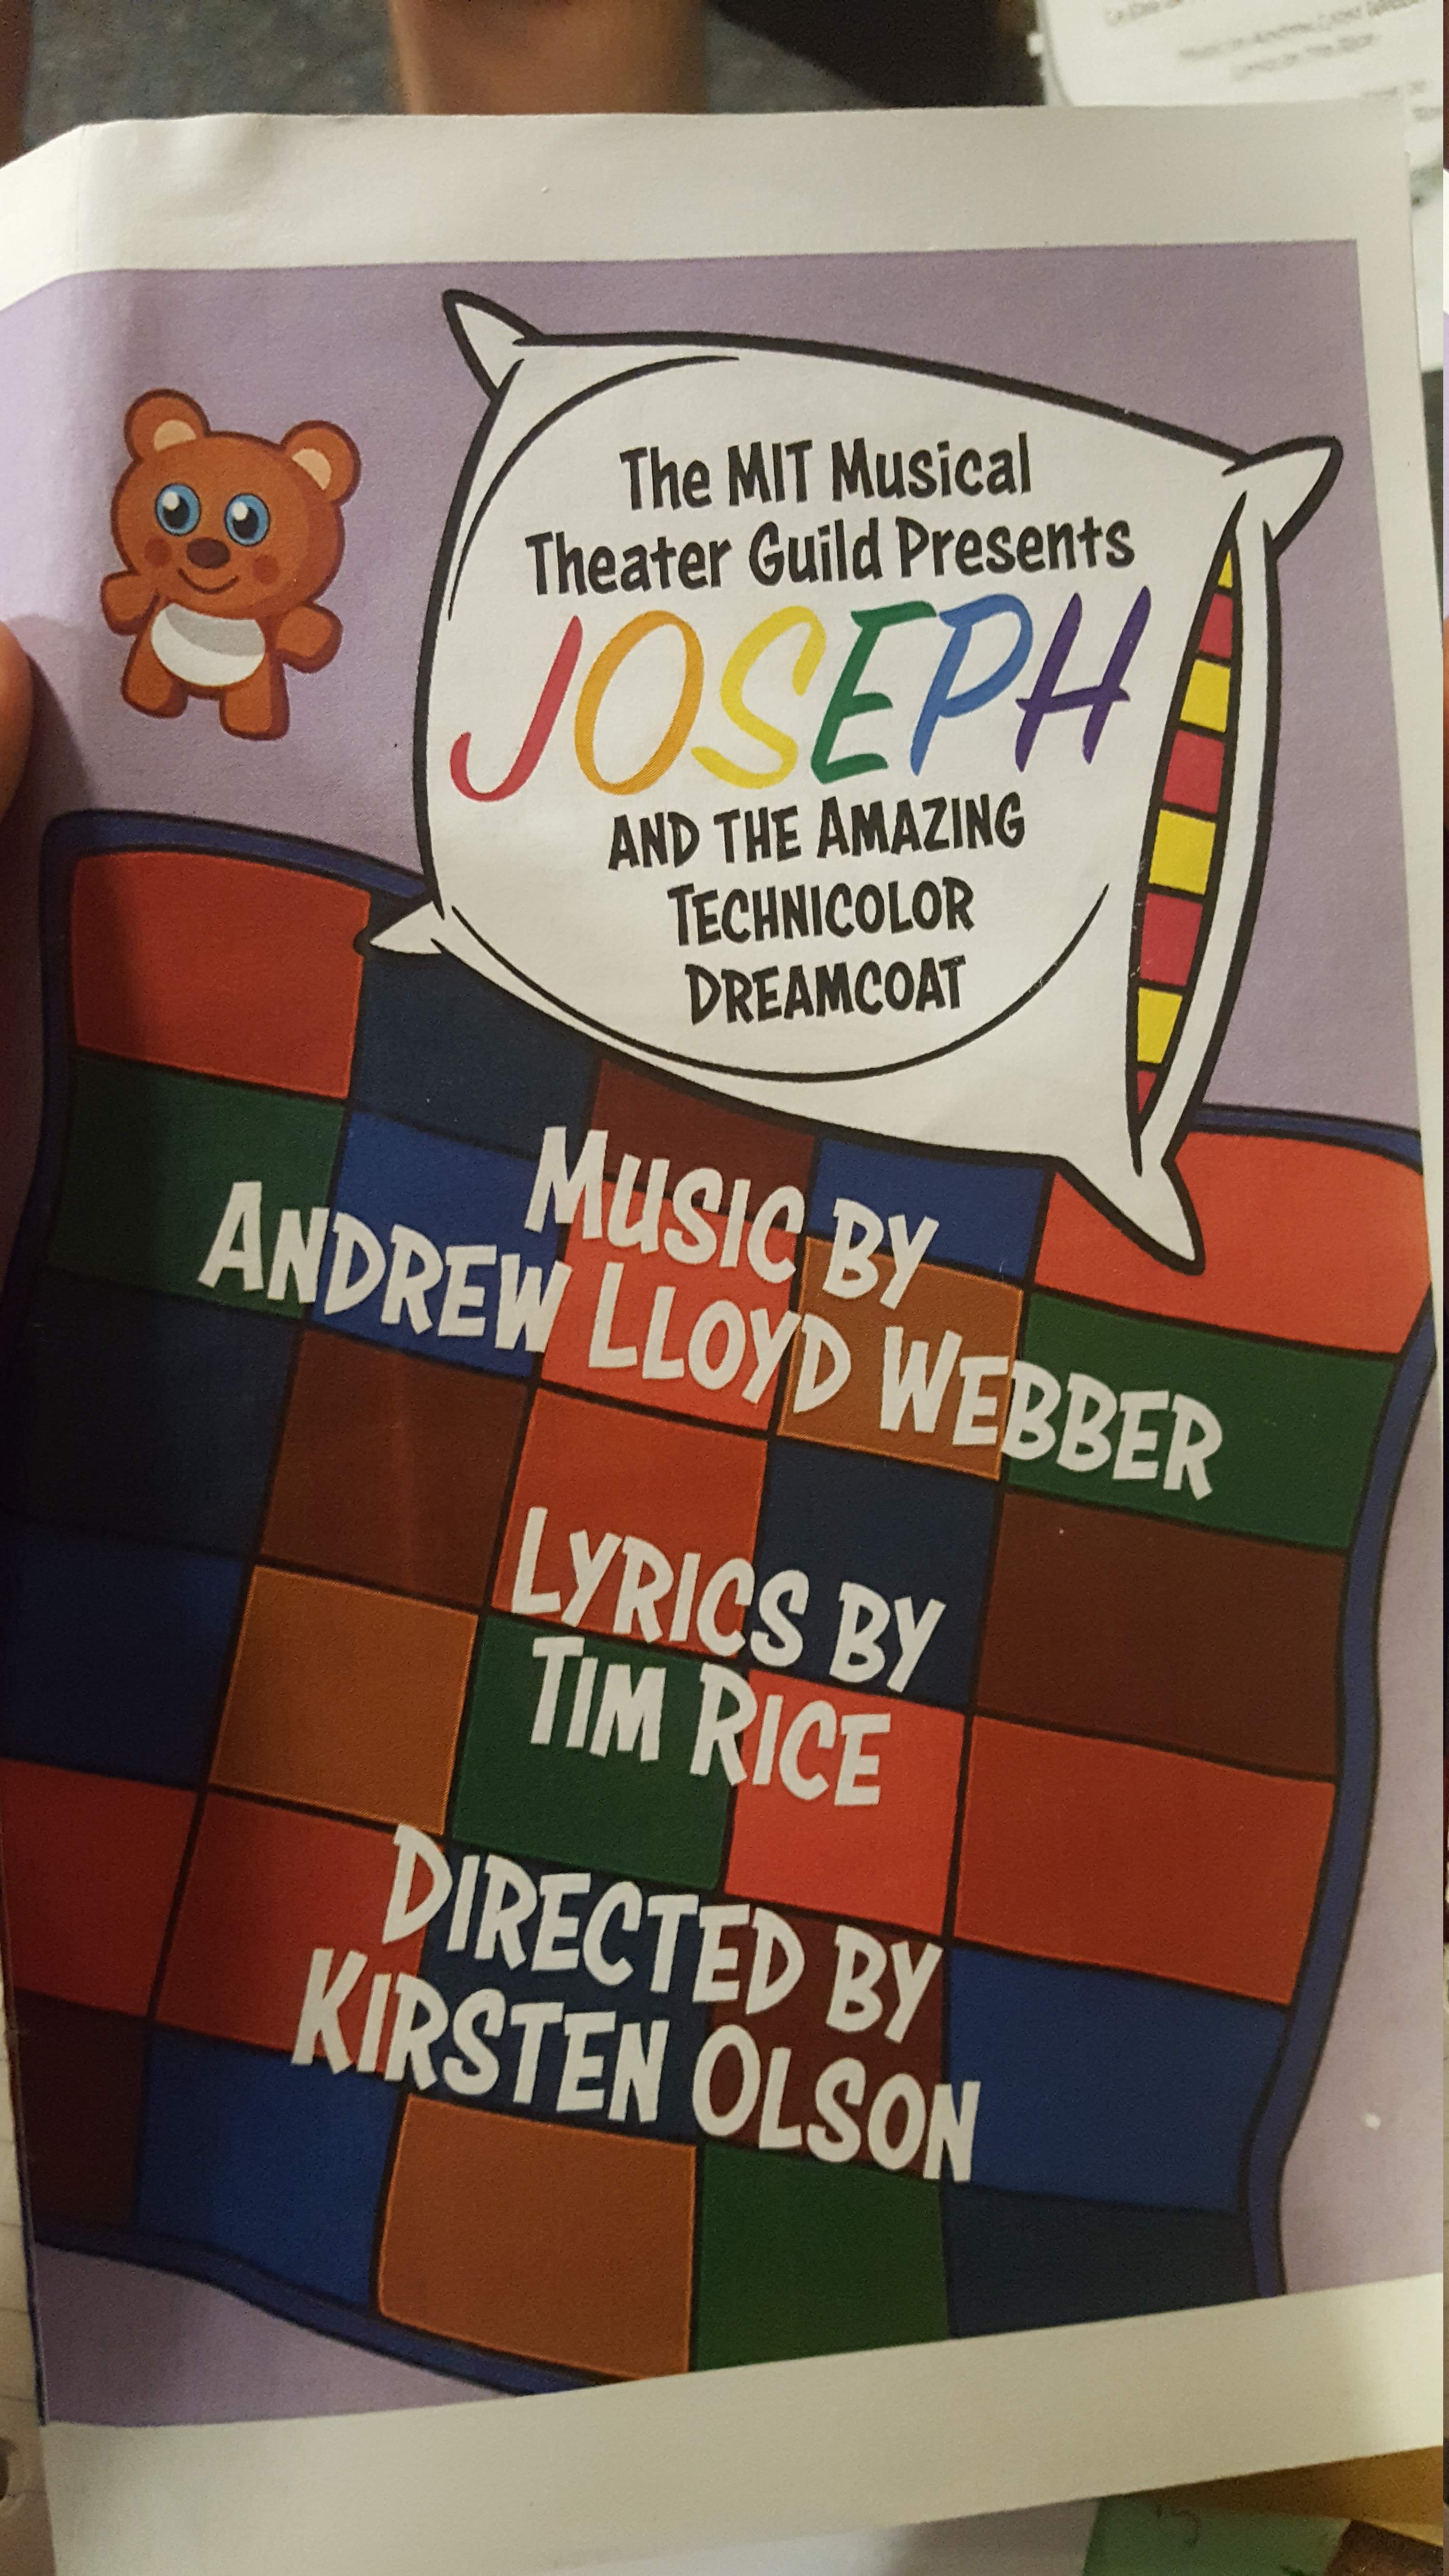 The MIT Musical
Theater Guild Presents
JOSEPH
AND THE AMAZING
TECHNICOLOR
DREAMCOAT
MUSIC BY
ANDREW LLOYD WEBBER
LYRICS BY
TIM RICE
DIRECTED BY
KIRSTEN OLSON